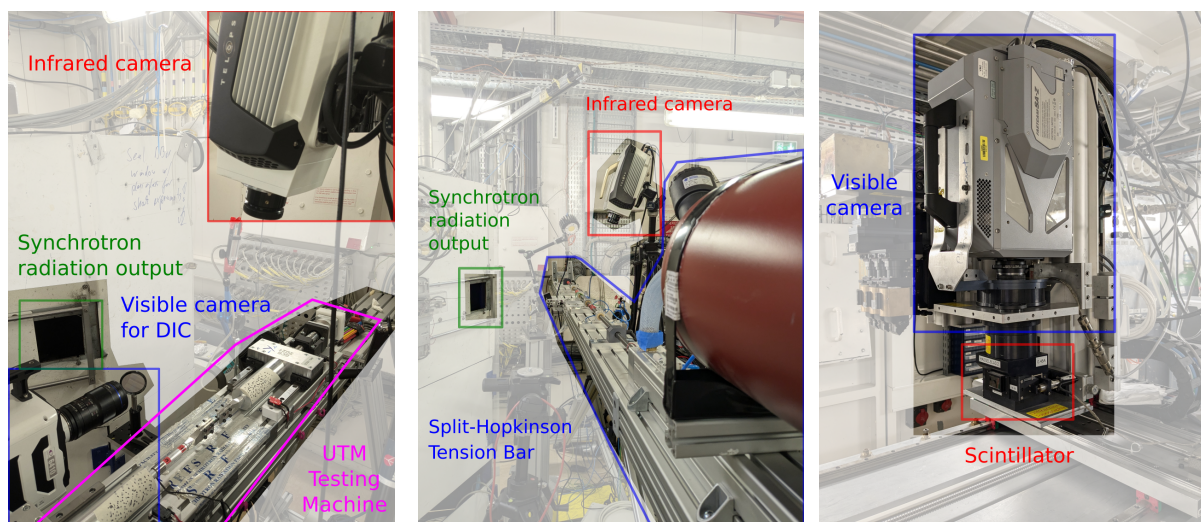 Infrared camera
TELOPS
Synchrotron
radiation output
Visible camera
for DIC
UTM
Testing
Machine
Infrared camera
Synchrotron
radiation
output
Split-Hopkinson
Tension Bar
Visible
camera
Scintillator